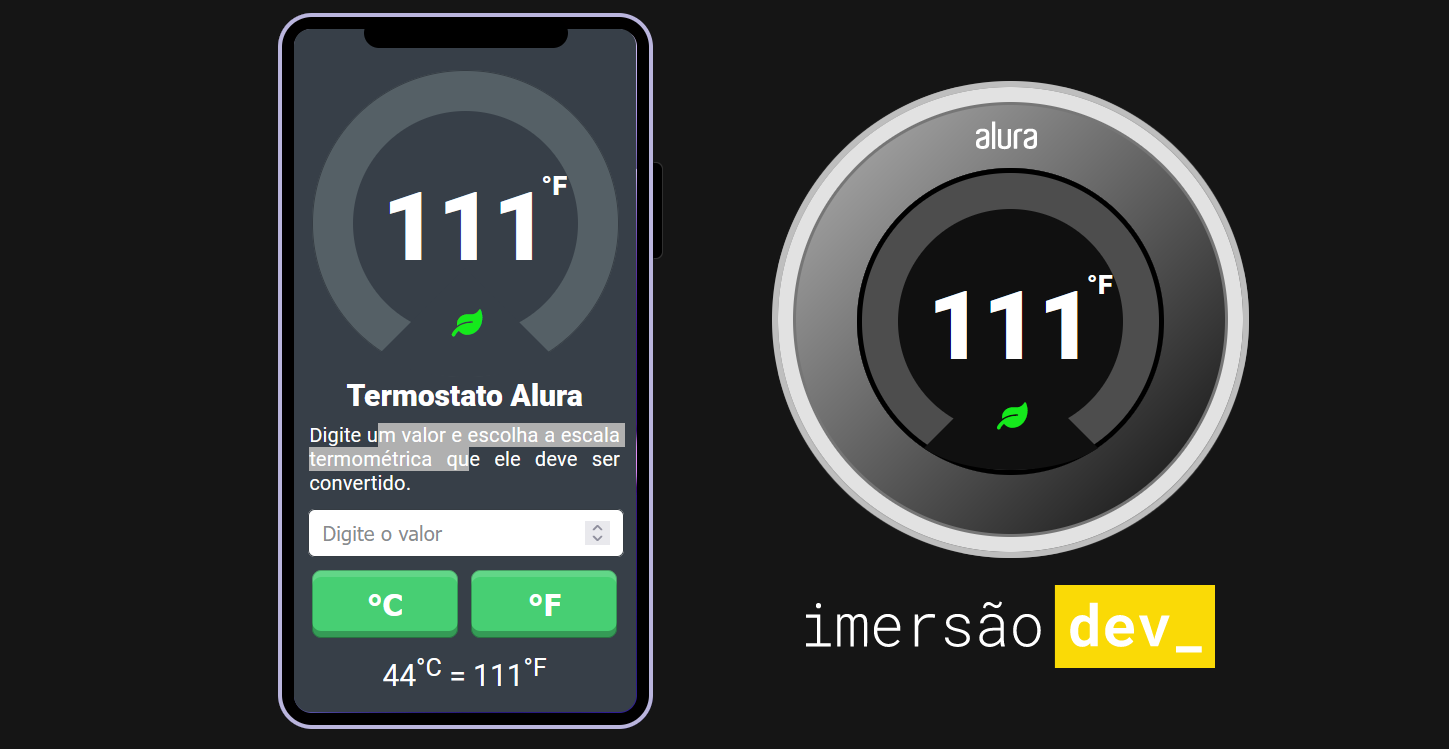 111°F
Termostato Alura
Digite um valor e escolha a escala
termométrica que ele deve ser
convertido.
Digite o valor
°C
°F
44°C = 111°F
alura
111°F
imersão dev_